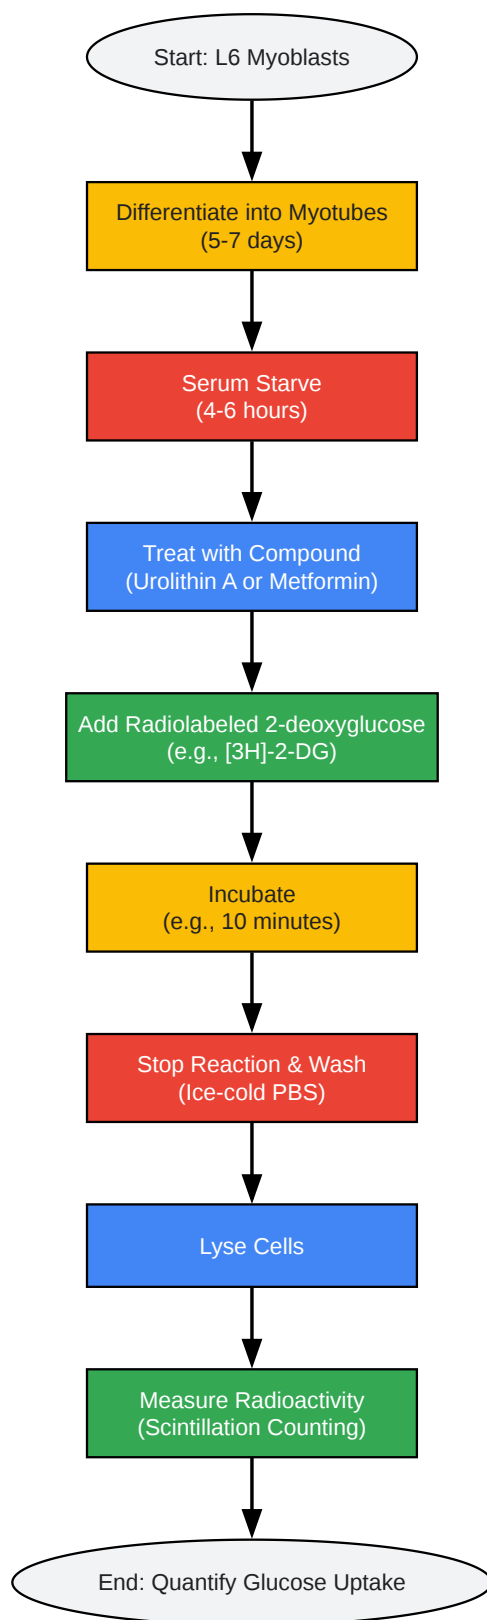 Start: L6 Myoblasts
Differentiate into Myotubes
(5-7 days)
Serum Starve
(4-6 hours)
Treat with Compound
(Urolithin A or Metformin)
Add Radiolabeled 2-deoxyglucose
(e.g., [3H]-2-DG)
Incubate
(e.g., 10 minutes)
Stop Reaction & Wash
(Ice-cold PBS)
Lyse Cells
Measure Radioactivity
(Scintillation Counting)
End: Quantify Glucose Uptake